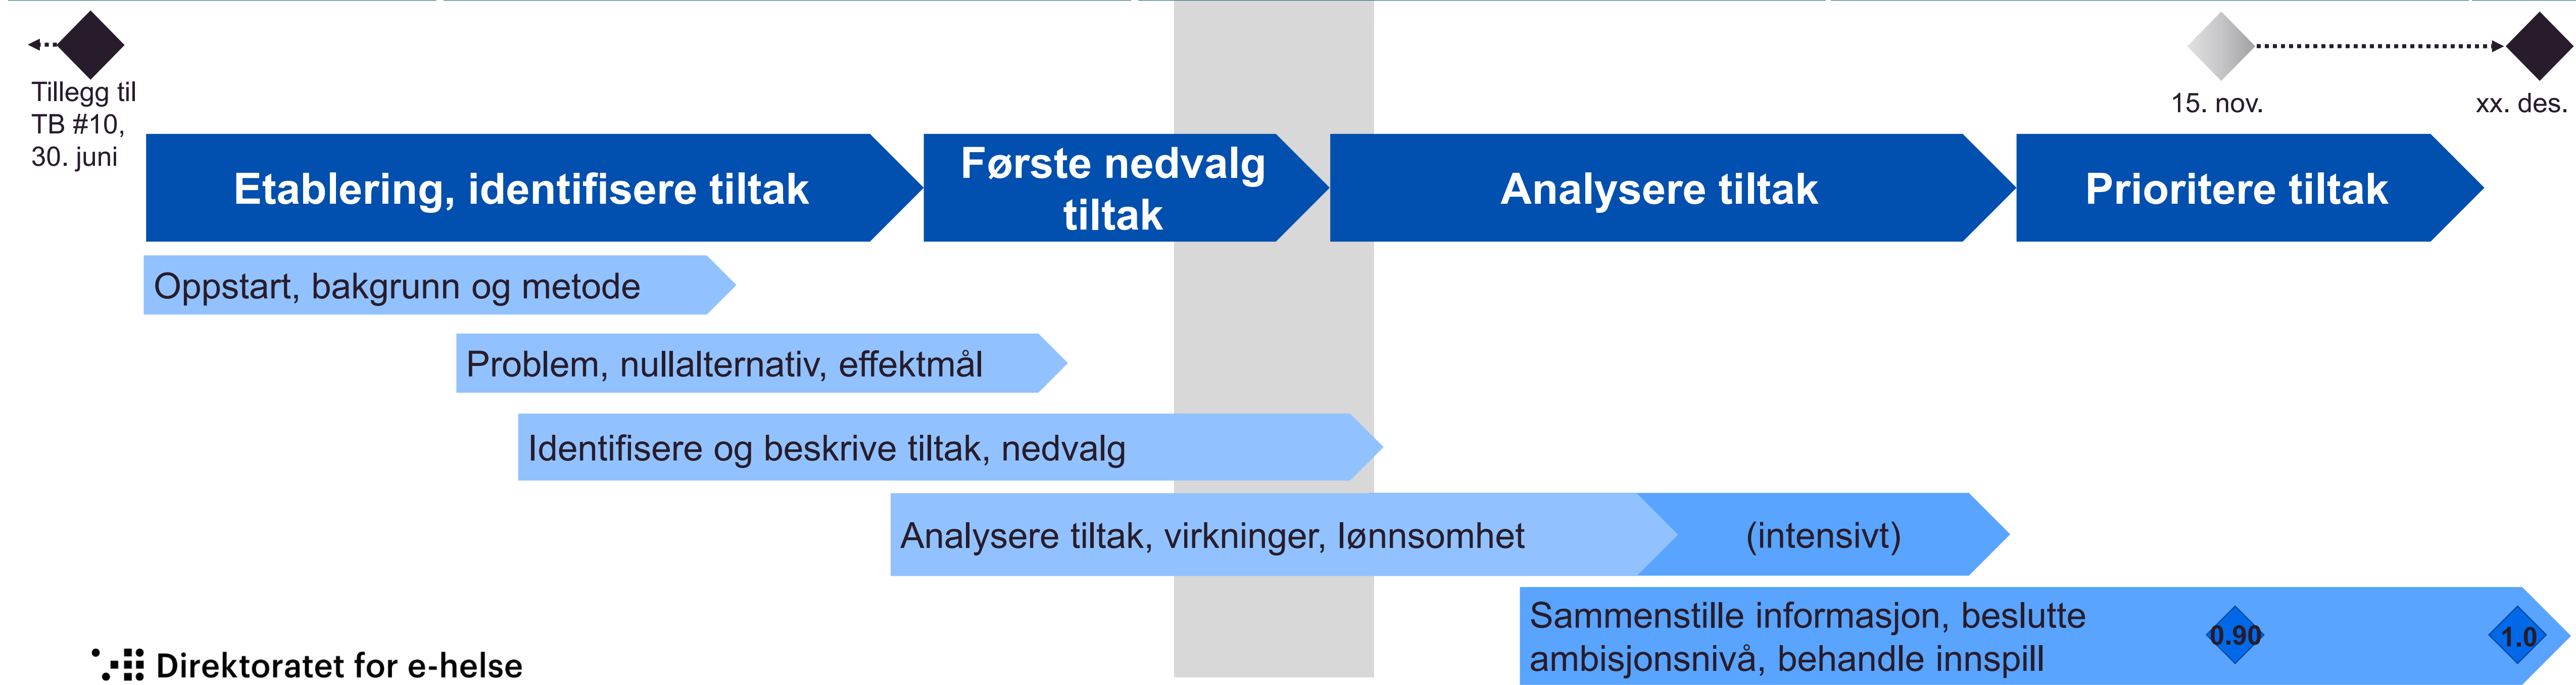 Tillegg til
TB #10,
30. juni
15. nov.
xx. des.
Etablering, identifisere tiltak
Første nedvalg
tiltak
Analysere tiltak
Prioritere tiltak
Oppstart, bakgrunn og metode
Problem, nullalternativ, effektmål
Identifisere og beskrive tiltak, nedvalg
Analysere tiltak, virkninger, lønnsomhet
(intensivt)
Sammenstille informasjon, beslutte
ambisjonsnivå, behandle innspill
0.90
1.0
Direktoratet for e-helse